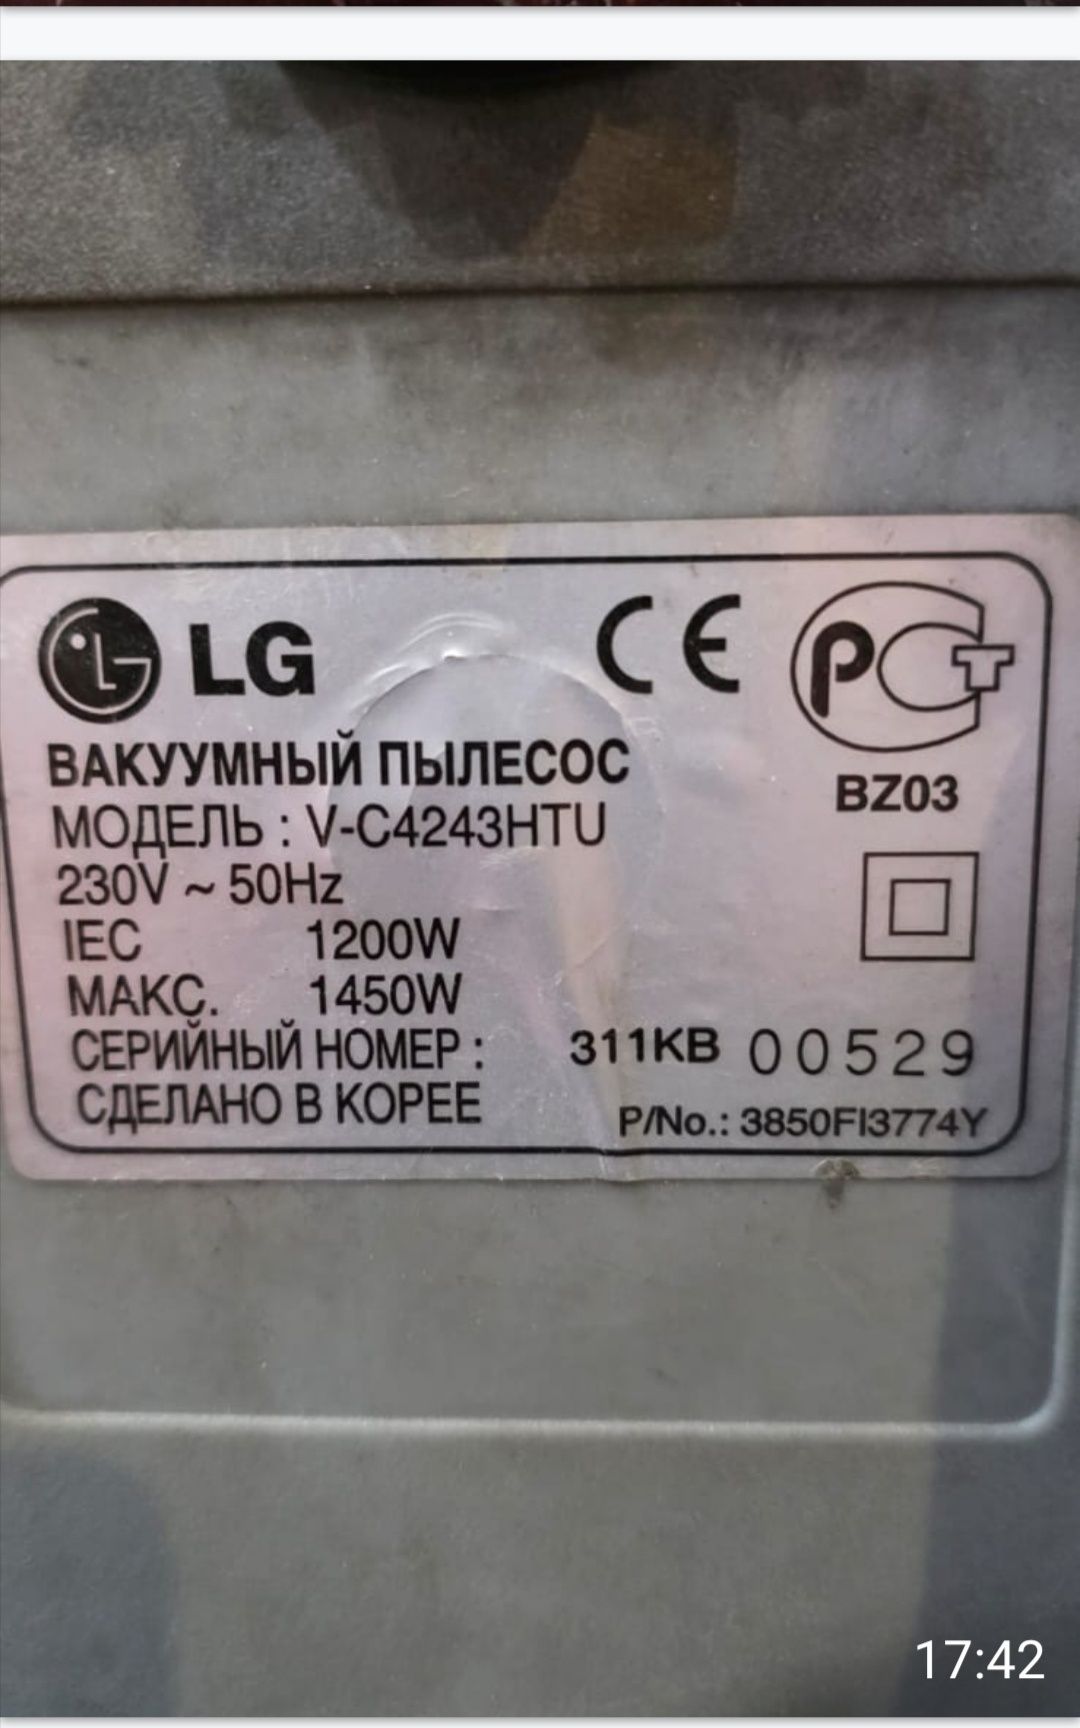 LG CE PCT
ВАКУУМНЫЙ ПЫЛЕСОС
BZ03
МОДЕЛЬ : V-C4243HTU
230V ~ 50Hz
IEC 1200W
МАКС. 1450W
СЕРИЙНЫЙ НОМЕР : 311KB 00529
СДЕЛАНО В КОРЕЕ
P/No.: 3850FI3774Y
17:42